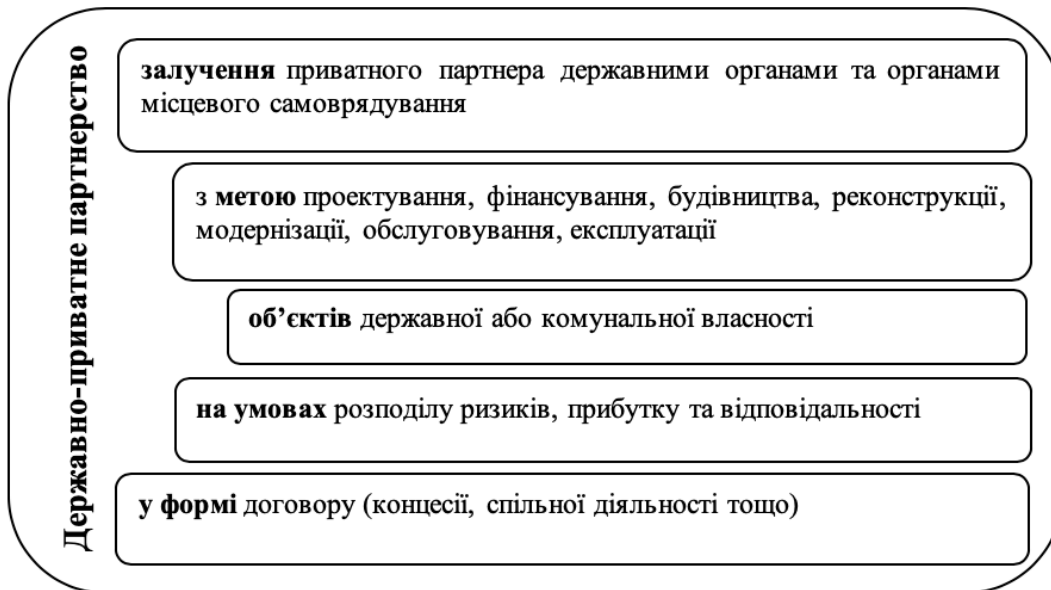 Державно-приватне партнерство
залучення приватного партнера державними органами та органами
місцевого самоврядування
з метою проектування, фінансування, будівництва, реконструкції,
модернізації, обслуговування, експлуатації
об’єктів державної або комунальної власності
на умовах розподілу ризиків, прибутку та відповідальності
у формі договору (концесії, спільної діяльності тощо)